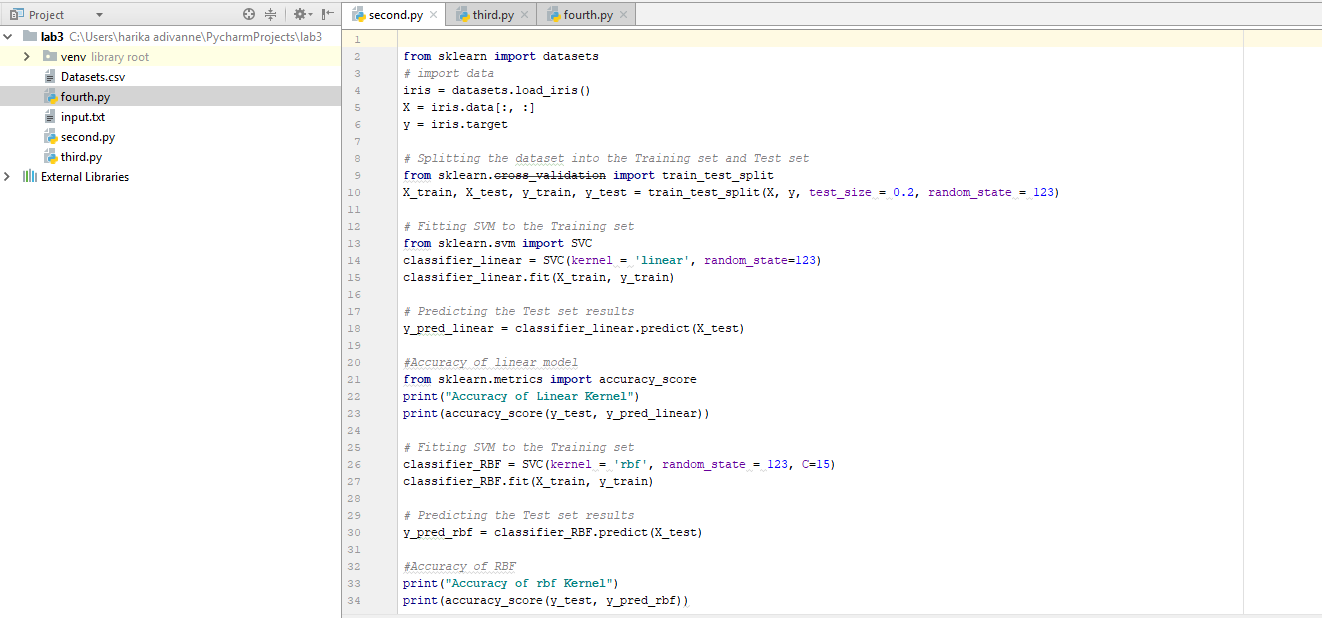 Project
lab3 C:\Users\harika adivanne\PycharmProjects\lab3
venv library root
Datasets.csv
fourth.py
input.txt
second.py
third.py
External Libraries
second.py third.py fourth.py
1
2 from sklearn import datasets
3 # import data
4 iris = datasets.load_iris()
5 X = iris.data[:, :]
6 y = iris.target
7
8 # Splitting the dataset into the Training set and Test set
9 from sklearn.cross_validation import train_test_split
10 X_train, X_test, y_train, y_test = train_test_split(X, y, test_size = 0.2, random_state = 123)
11
12 # Fitting SVM to the Training set
13 from sklearn.svm import SVC
14 classifier_linear = SVC(kernel = 'linear', random_state=123)
15 classifier_linear.fit(X_train, y_train)
16
17 # Predicting the Test set results
18 y_pred_linear = classifier_linear.predict(X_test)
19
20 #Accuracy of linear model
21 from sklearn.metrics import accuracy_score
22 print("Accuracy of Linear Kernel")
23 print(accuracy_score(y_test, y_pred_linear))
24
25 # Fitting SVM to the Training set
26 classifier_RBF = SVC(kernel = 'rbf', random_state = 123, C=15)
27 classifier_RBF.fit(X_train, y_train)
28
29 # Predicting the Test set results
30 y_pred_rbf = classifier_RBF.predict(X_test)
31
32 #Accuracy of RBF
33 print("Accuracy of rbf Kernel")
34 print(accuracy_score(y_test, y_pred_rbf))